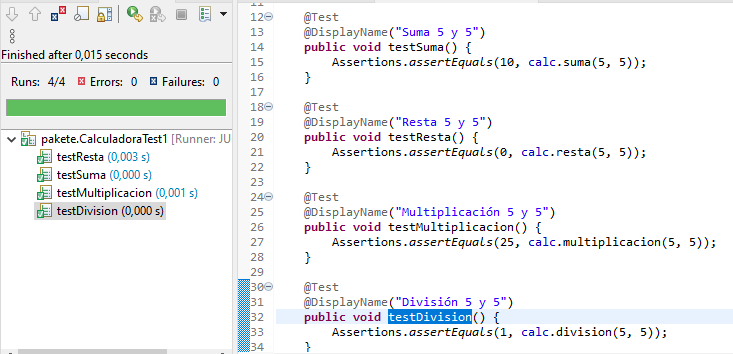 Finished after 0,015 seconds
Runs: 4/4 Errors: 0 Failures: 0
pakete.CalculadoraTest1 [Runner: JU
testResta (0,003 s)
testSuma (0,000 s)
testMultiplicacion (0,001 s)
testDivision (0,000 s)
11
12 @Test
13 @DisplayName("Suma 5 y 5")
14 public void testSuma() {
15 Assertions.assertEquals(10, calc.suma(5, 5));
16 }
17
18 @Test
19 @DisplayName("Resta 5 y 5")
20 public void testResta() {
21 Assertions.assertEquals(0, calc.resta(5, 5));
22 }
23
24 @Test
25 @DisplayName("Multiplicación 5 y 5")
26 public void testMultiplicacion() {
27 Assertions.assertEquals(25, calc.multiplicacion(5, 5));
28 }
29
30 @Test
31 @DisplayName("División 5 y 5")
32 public void testDivision() {
33 Assertions.assertEquals(1, calc.division(5, 5));
34 }